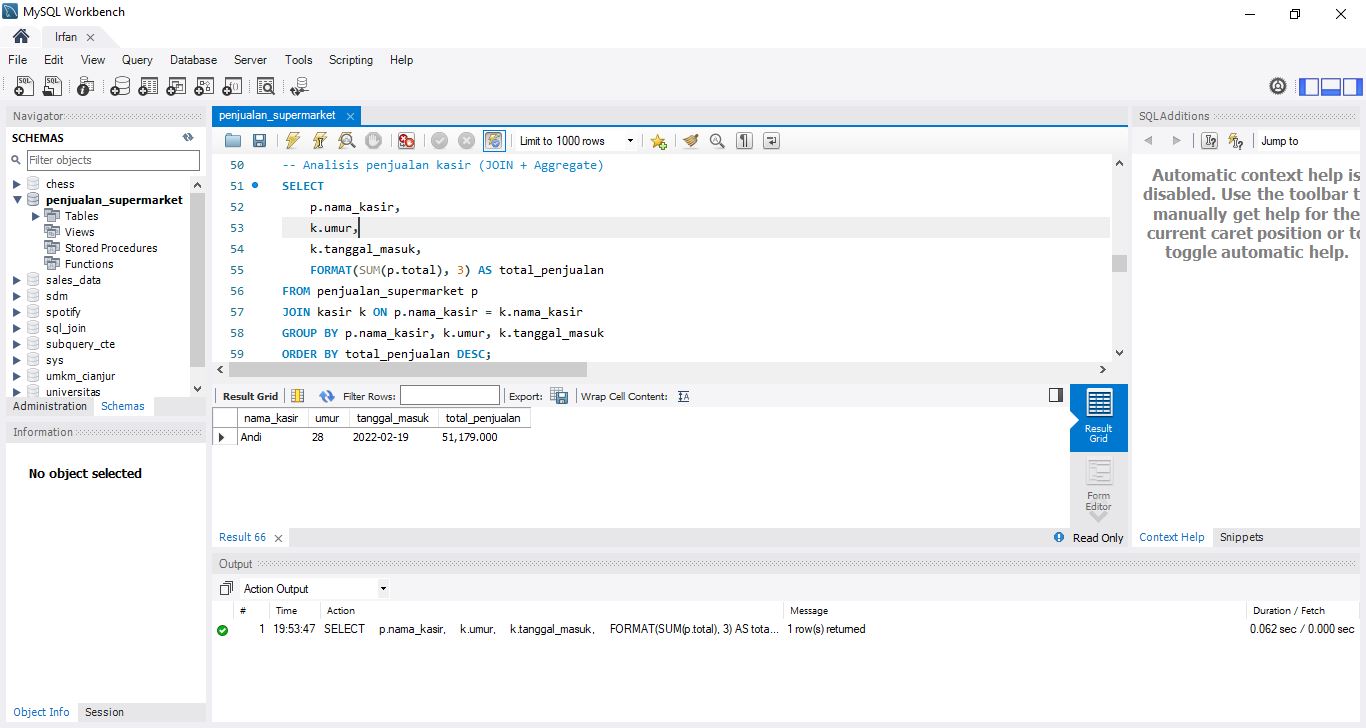 MySQL Workbench
Irfan
File Edit View Query Database Server Tools Scripting Help
Navigator
SCHEMAS
Filter objects
chess
penjualan_supermarket
Tables
Views
Stored Procedures
Functions
sales_data
sdm
spotify
sql_join
subquery_cte
sys
umkm_cianjur
universitas
Administration Schemas
Information
No object selected
Object Info Session
penjualan_supermarket
Limit to 1000 rows
50 -- Analisis penjualan kasir (JOIN + Aggregate)
51 SELECT
52 p.nama_kasir,
53 k.umur,
54 k.tanggal_masuk,
55 FORMAT(SUM(p.total), 3) AS total_penjualan
56 FROM penjualan_supermarket p
57 JOIN kasir k ON p.nama_kasir = k.nama_kasir
58 GROUP BY p.nama_kasir, k.umur, k.tanggal_masuk
59 ORDER BY total_penjualan DESC;
Result Grid Filter Rows: Export: Wrap Cell Content:
nama_kasir umur tanggal_masuk total_penjualan
Andi 28 2022-02-19 51,179.000
Result
Grid
Form
Editor
Result 66 Read Only
SQLAdditions
Jump to
Automatic context help is
disabled. Use the toolbar t
manually get help for the
current caret position or to
toggle automatic help.
Context Help Snippets
Output
Action Output
# Time Action Message Duration / Fetch
1 19:53:47 SELECT p.nama_kasir, k.umur, k.tanggal_masuk, FORMAT(SUM(p.total), 3) AS tota... 1 row(s) returned 0.062 sec / 0.000 sec